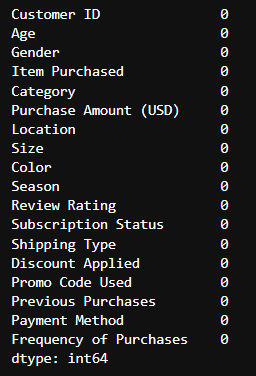 Customer ID 0
Age 0
Gender 0
Item Purchased 0
Category 0
Purchase Amount (USD) 0
Location 0
Size 0
Color 0
Season 0
Review Rating 0
Subscription Status 0
Shipping Type 0
Discount Applied 0
Promo Code Used 0
Previous Purchases 0
Payment Method 0
Frequency of Purchases 0
dtype: int64